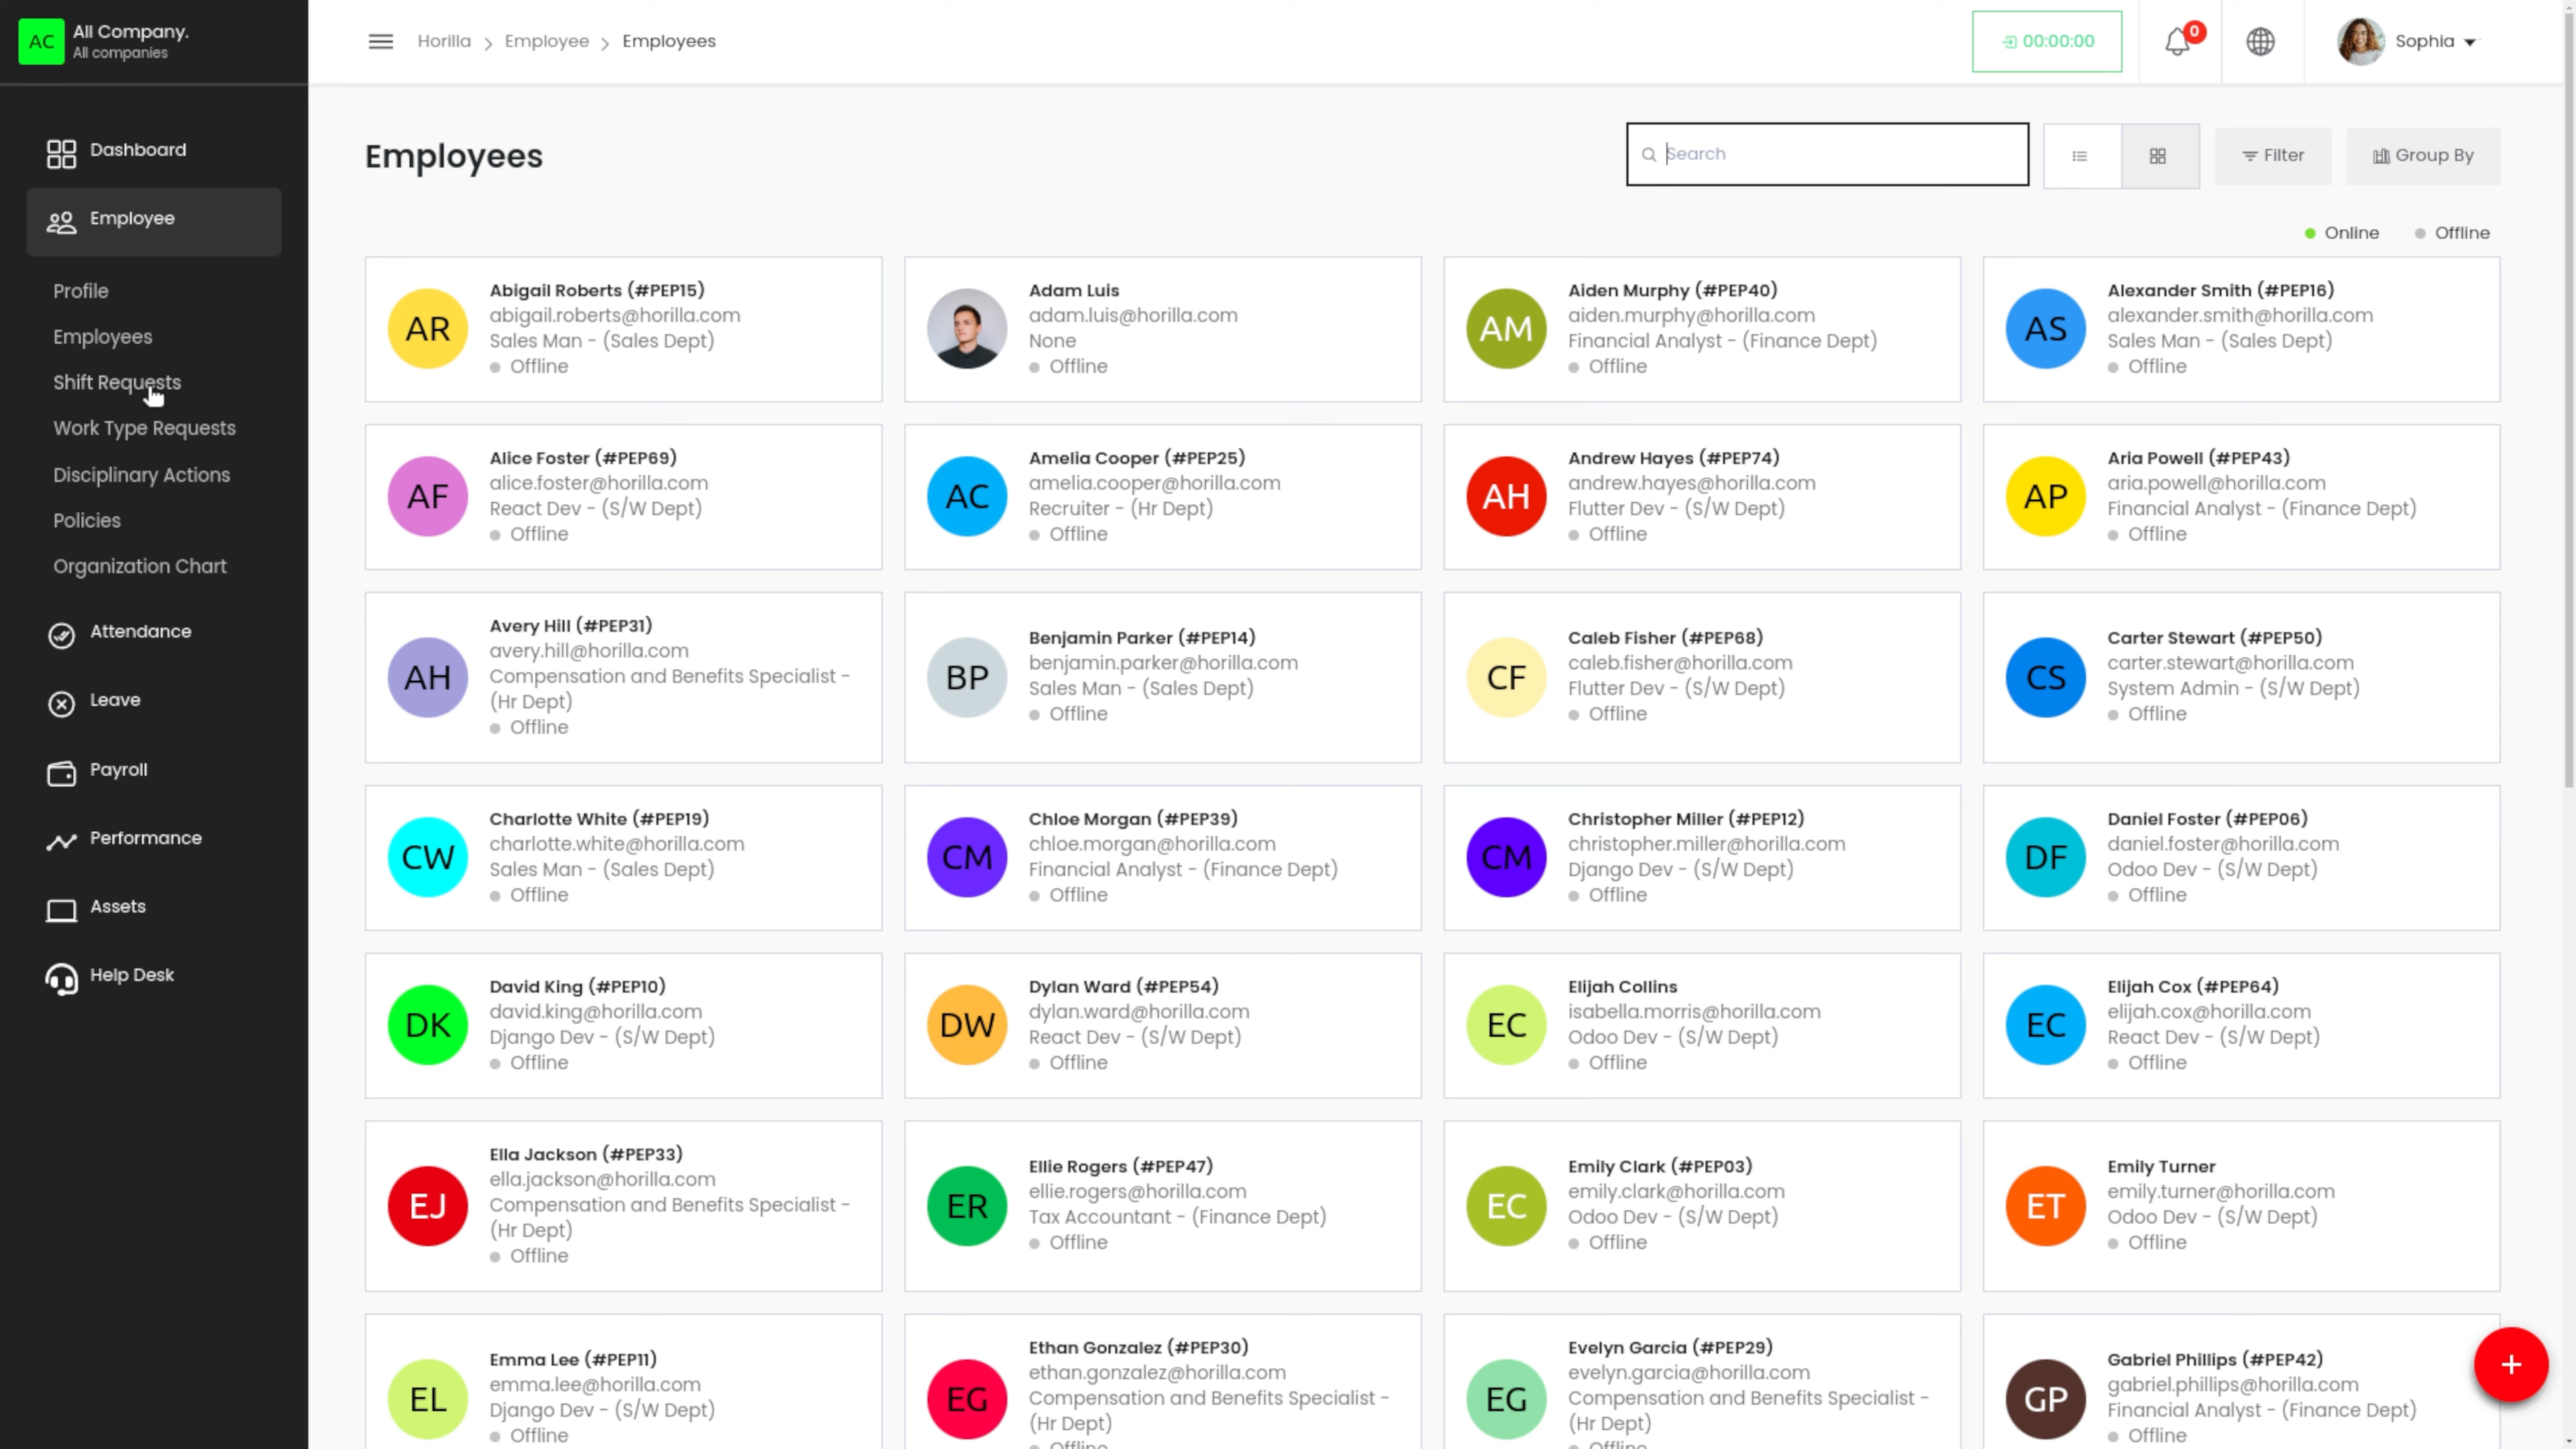 AC
All Company.
All companies
Dashboard
Employee
Profile
Employees
Shift Requests
Work Type Requests
Disciplinary Actions
Policies
Organization Chart
Attendance
Leave
Payroll
Performance
Assets
Help Desk
Horilla > Employee > Employees
00:00:00
0
Sophia
Employees
Search
Filter
Group By
Online
Offline
AR
Abigail Roberts (#PEP15)
abigail.roberts@horilla.com
Sales Man - (Sales Dept)
Offline
Adam Luis
adam.luis@horilla.com
None
Offline
AM
Aiden Murphy (#PEP40)
aiden.murphy@horilla.com
Financial Analyst - (Finance Dept)
Offline
AS
Alexander Smith (#PEP16)
alexander.smith@horilla.com
Sales Man - (Sales Dept)
Offline
AF
Alice Foster (#PEP69)
alice.foster@horilla.com
React Dev - (S/W Dept)
Offline
AC
Amelia Cooper (#PEP25)
amelia.cooper@horilla.com
Recruiter - (Hr Dept)
Offline
AH
Andrew Hayes (#PEP74)
andrew.hayes@horilla.com
Flutter Dev - (S/W Dept)
Offline
AP
Aria Powell (#PEP43)
aria.powell@horilla.com
Financial Analyst - (Finance Dept)
Offline
AH
Avery Hill (#PEP31)
avery.hill@horilla.com
Compensation and Benefits Specialist -
(Hr Dept)
Offline
BP
Benjamin Parker (#PEP14)
benjamin.parker@horilla.com
Sales Man - (Sales Dept)
Offline
CF
Caleb Fisher (#PEP68)
caleb.fisher@horilla.com
Flutter Dev - (S/W Dept)
Offline
CS
Carter Stewart (#PEP50)
carter.stewart@horilla.com
System Admin - (S/W Dept)
Offline
CW
Charlotte White (#PEP19)
charlotte.white@horilla.com
Sales Man - (Sales Dept)
Offline
CM
Chloe Morgan (#PEP39)
chloe.morgan@horilla.com
Financial Analyst - (Finance Dept)
Offline
CM
Christopher Miller (#PEP12)
christopher.miller@horilla.com
Django Dev - (S/W Dept)
Offline
DF
Daniel Foster (#PEP06)
daniel.foster@horilla.com
Odoo Dev - (S/W Dept)
Offline
DK
David King (#PEP10)
david.king@horilla.com
Django Dev - (S/W Dept)
Offline
DW
Dylan Ward (#PEP54)
dylan.ward@horilla.com
React Dev - (S/W Dept)
Offline
EC
Elijah Collins
isabella.morris@horilla.com
Odoo Dev - (S/W Dept)
Offline
EC
Elijah Cox (#PEP64)
elijah.cox@horilla.com
React Dev - (S/W Dept)
Offline
EJ
Ella Jackson (#PEP33)
ella.jackson@horilla.com
Compensation and Benefits Specialist -
(Hr Dept)
Offline
ER
Ellie Rogers (#PEP47)
ellie.rogers@horilla.com
Tax Accountant - (Finance Dept)
Offline
EC
Emily Clark (#PEP03)
emily.clark@horilla.com
Odoo Dev - (S/W Dept)
Offline
ET
Emily Turner
emily.turner@horilla.com
Odoo Dev - (S/W Dept)
Offline
EL
Emma Lee (#PEP11)
emma.lee@horilla.com
Django Dev - (S/W Dept)
Offline
EG
Ethan Gonzalez (#PEP30)
ethan.gonzalez@horilla.com
Compensation and Benefits Specialist -
(Hr Dept)
Offline
EG
Evelyn Garcia (#PEP29)
evelyn.garcia@horilla.com
Compensation and Benefits Specialist -
(Hr Dept)
Offline
GP
Gabriel Phillips (#PEP42)
gabriel.phillips@horilla.com
Financial Analyst - (Finance Dept)
Offline